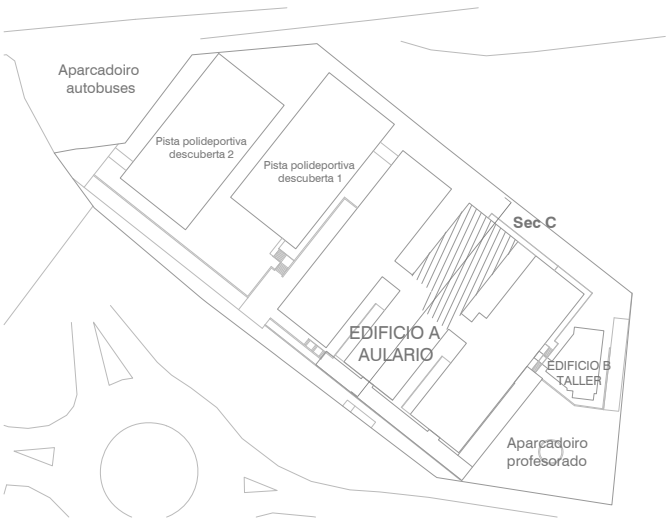 Aparcadoiro
autobuses
Pista polideportiva
descuberta 2
Pista polideportiva
descuberta 1
Sec C
EDIFICIO A
AULARIO
EDIFICIO B
TALLER
Aparcadoiro
profesorado